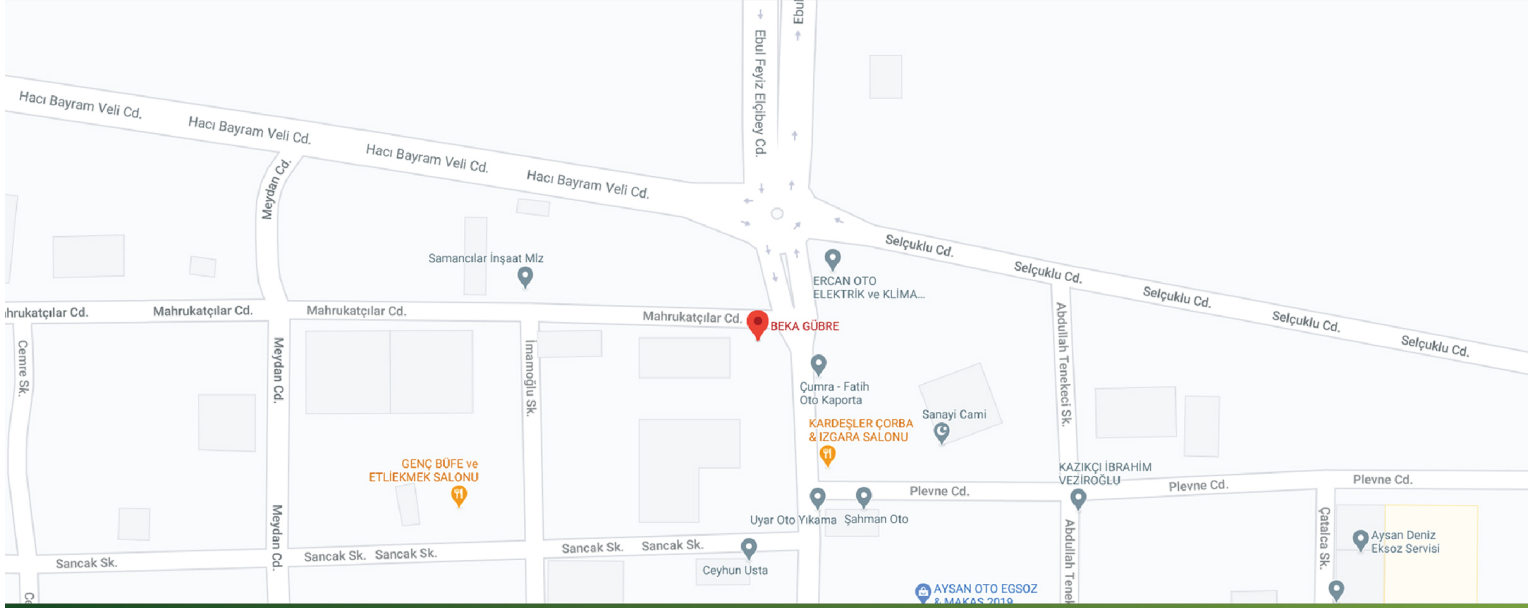 Ebul Feyiz Elçibey Cd.
Hacı Bayram Veli Cd.
Hacı Bayram Veli Cd.
Hacı Bayram Veli Cd.
Hacı Bayram Veli Cd.
Meydan Cd.
Selçuklu Cd.
Selçuklu Cd.
Selçuklu Cd.
Selçuklu Cd.
Selçuklu Cd.
Samancılar İnşaat Mlz
ERCAN OTO
ELEKTRİK ve KLİMA...
Mahrukatçılar Cd.
Mahrukatçılar Cd.
Mahrukatçılar Cd.
BEKA GÜBRE
Cemre Sk.
Meydan Cd.
İmamoğlu Sk.
Abdullah Tenekeci Sk.
Çumra - Fatih
Oto Kaporta
Sanayi Cami
KARDEŞLER ÇORBA
& IZGARA SALONU
GENÇ BÜFE ve
ETLİEKMEK SALONU
KAZIKÇI İBRAHİM
VEZİROĞLU
Plevne Cd.
Plevne Cd.
Plevne Cd.
Uyar Oto Yıkama
Şahman Oto
Meydan Cd.
Çatalca Sk.
Aysan Deniz
Eksoz Servisi
Sancak Sk.
Sancak Sk.
Sancak Sk.
Sancak Sk.
Sancak Sk.
Ceyhun Usta
Abdullah
AYSAN OTO EGSOZ
& MAKAS 2019